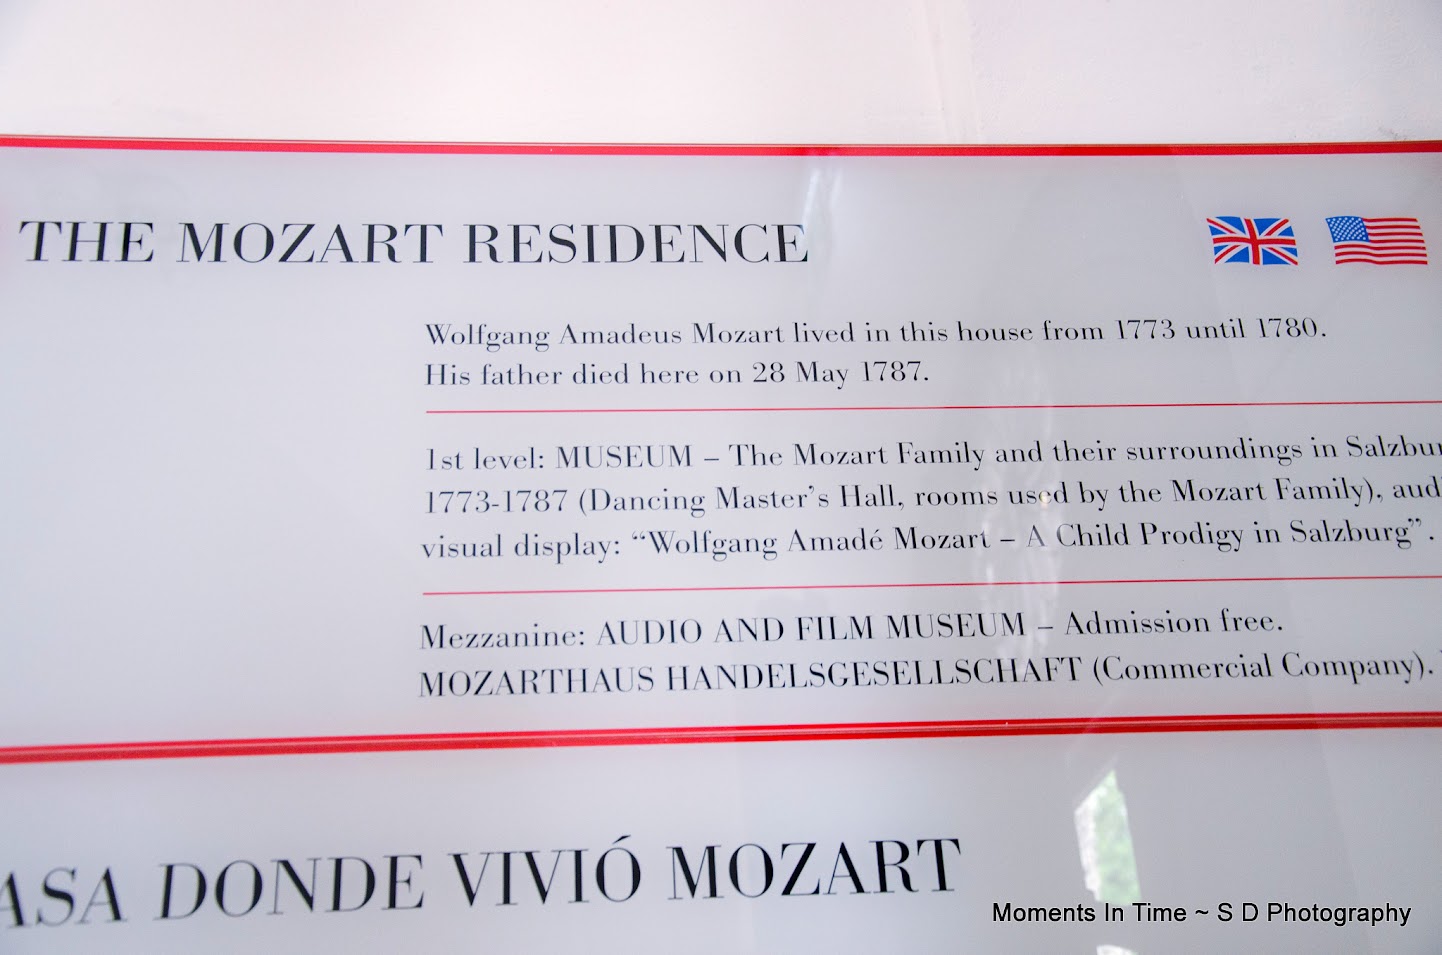 THE MOZART RESIDENCE
Wolfgang Amadeus Mozart lived in this house from 1773 until 1780.
His father died here on 28 May 1787.
1st level: MUSEUM – The Mozart Family and their surroundings in Salzbur
1773-1787 (Dancing Master's Hall, rooms used by the Mozart Family), aud
visual display: “Wolfgang Amadé Mozart – A Child Prodigy in Salzburg”.
Mezzanine: AUDIO AND FILM MUSEUM – Admission free.
MOZARTHAUS HANDELSGESELLSCHAFT (Commercial Company).
ASA DONDE VIVIÓ MOZART
Moments In Time ~ S D Photography